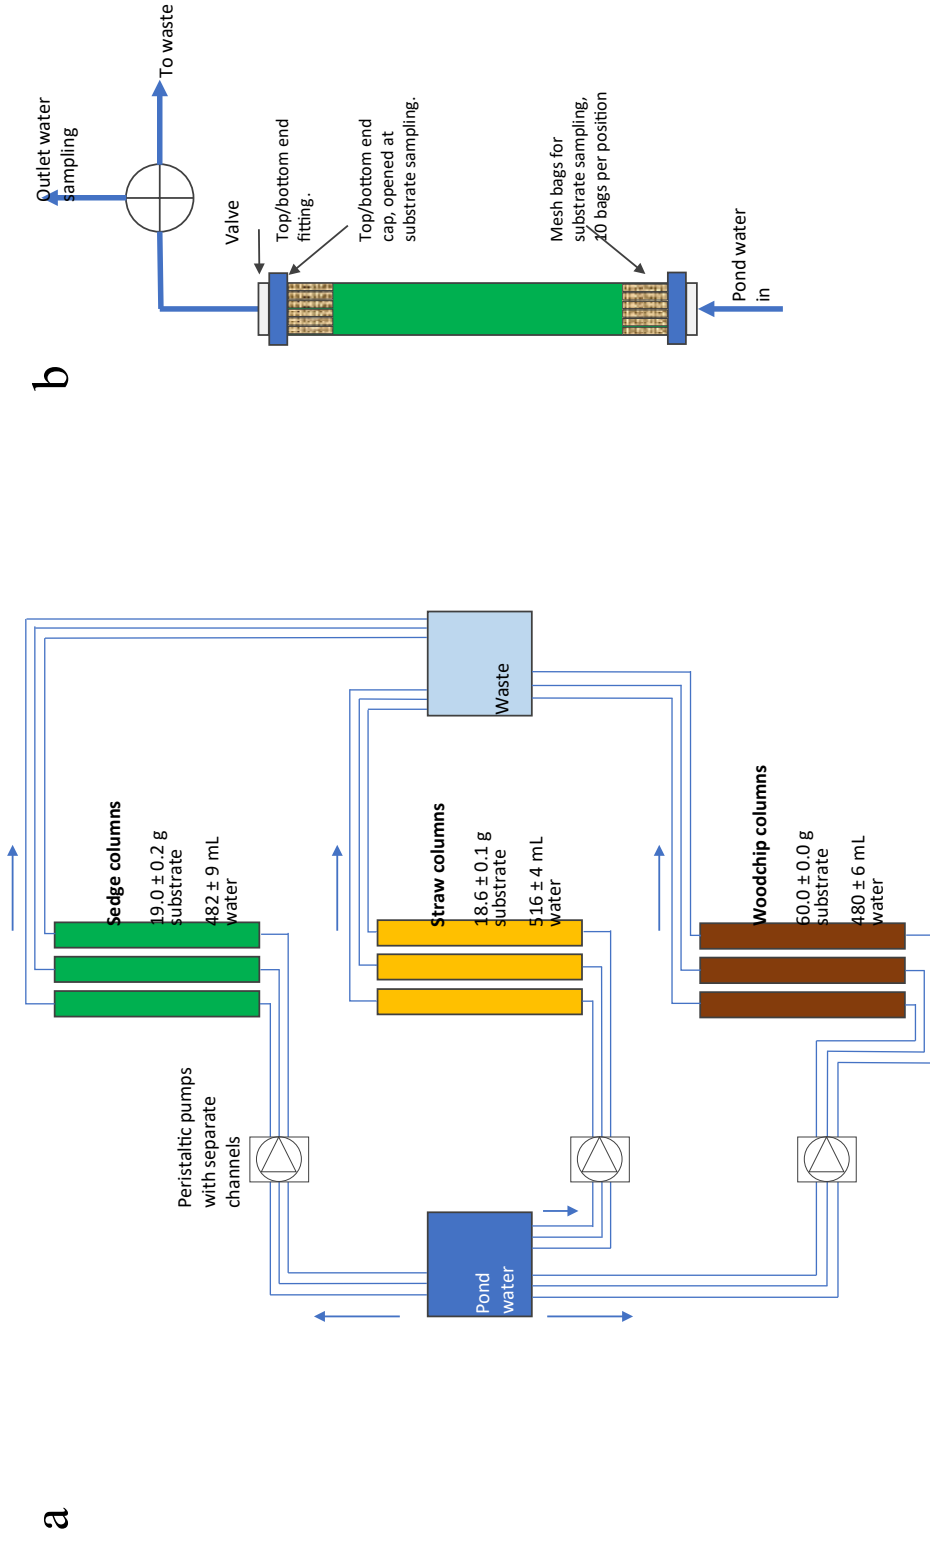 a
Peristaltic pumps
with separate
channels
Pond
water
Sedge columns
19.0 ± 0.2 g
substrate
482 ± 9 mL
water
Straw columns
18.6 ± 0.1 g
substrate
516 ± 4 mL
water
Woodchip columns
60.0 ± 0.0 g
substrate
480 ± 6 mL
water
Waste
b
Outlet water
sampling
To waste
Valve
Top/bottom end
fitting.
Top/bottom end
cap, opened at
substrate sampling.
Mesh bags for
substrate sampling,
10 bags per position
Pond water
in